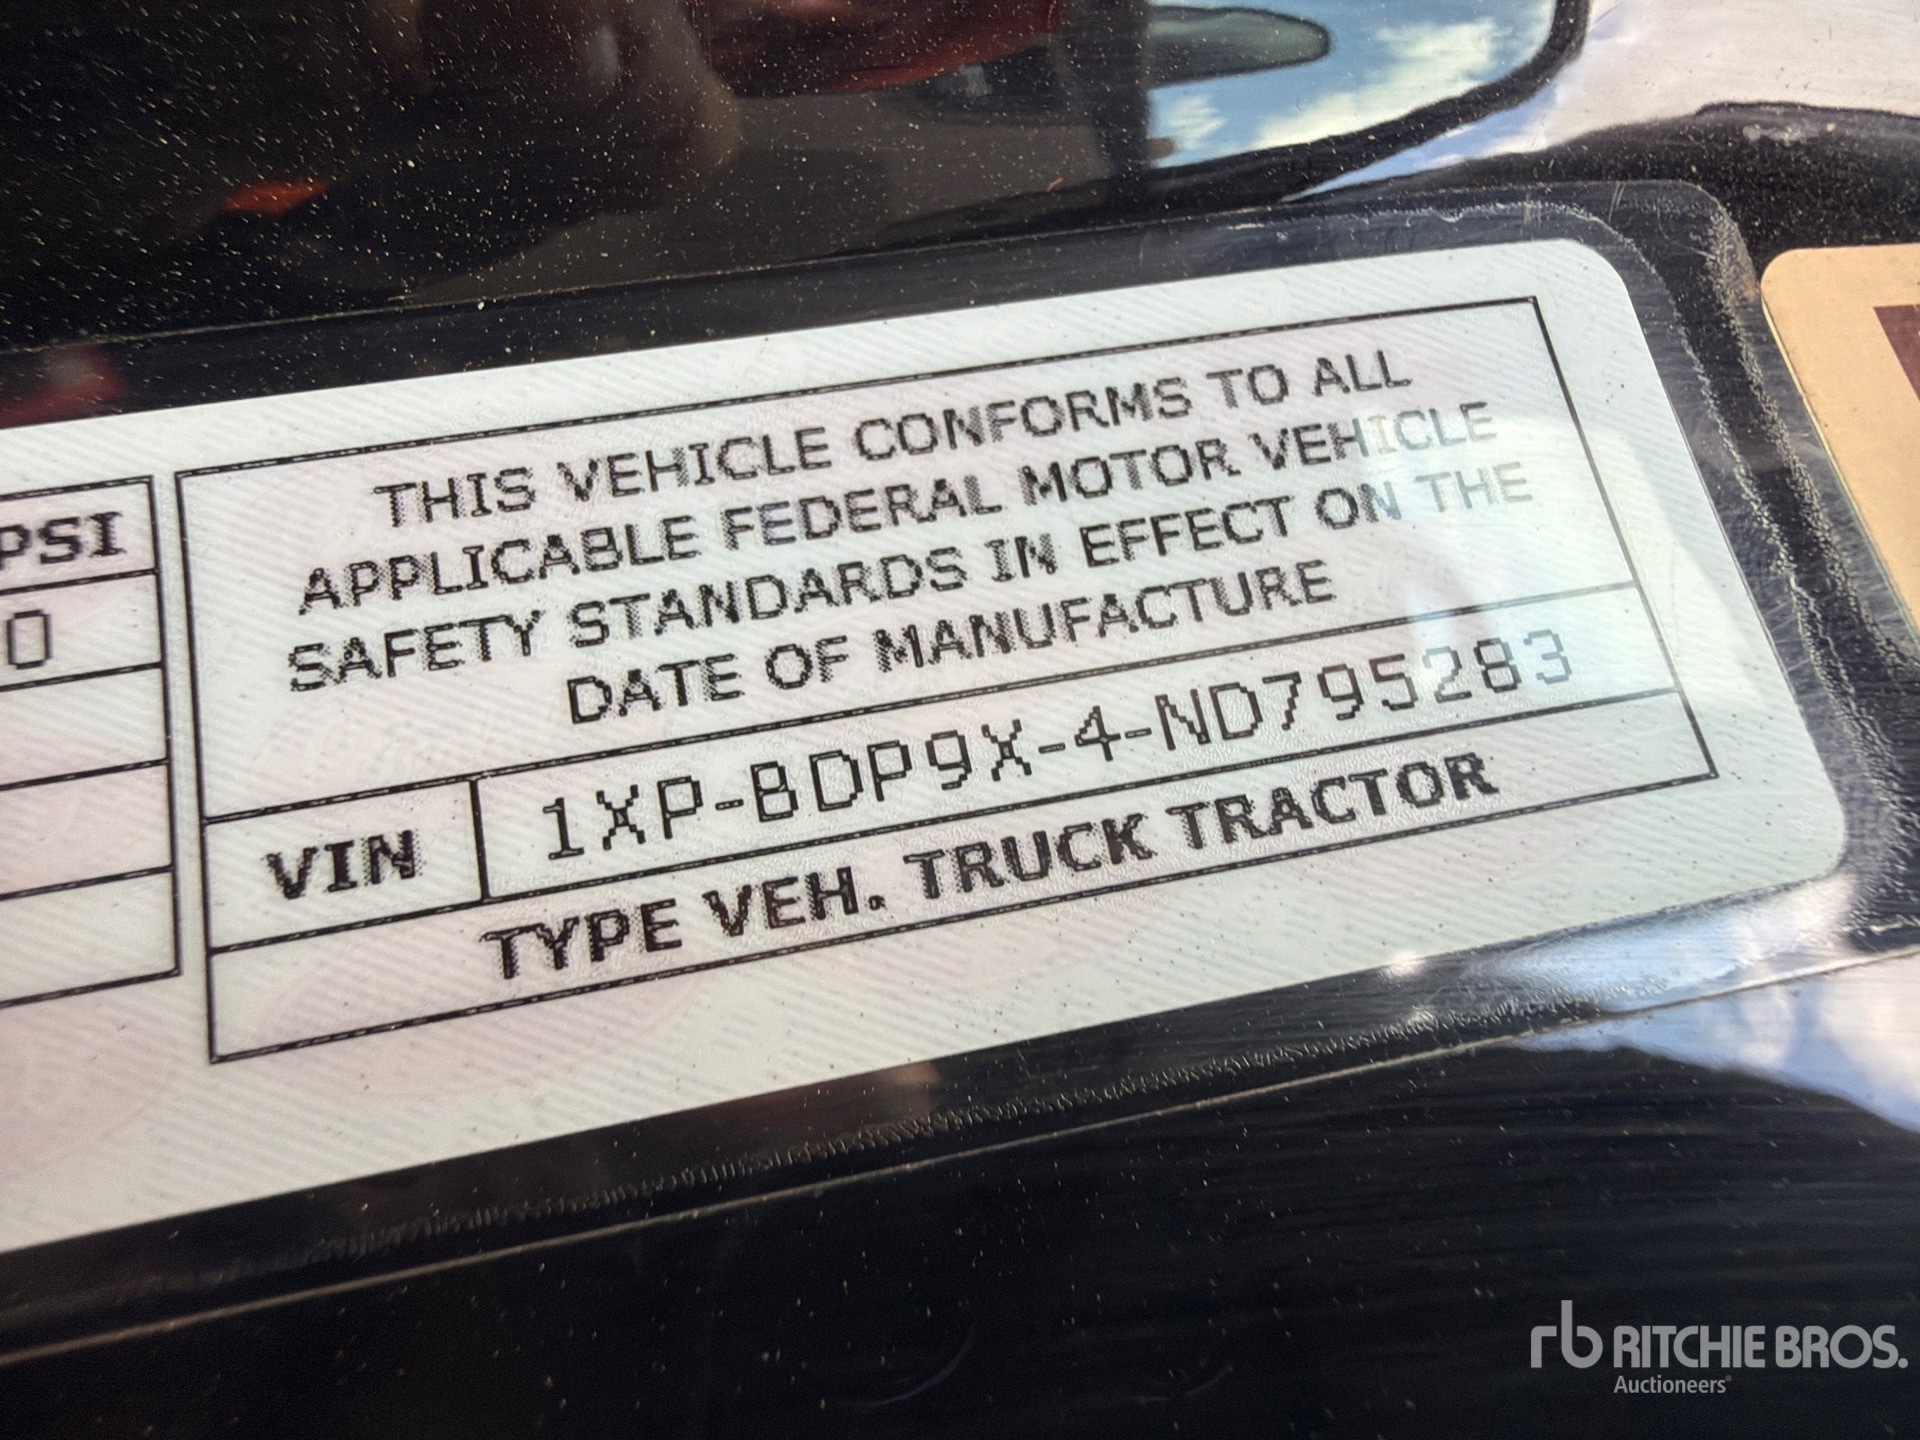 PSI
0
THIS VEHICLE CONFORMS TO ALL
APPLICABLE FEDERAL MOTOR VEHICLE
SAFETY STANDARDS IN EFFECT ON THE
DATE OF MANUFACTURE
VIN 1XP-BDP9X-4-ND795283
TYPE VEH. TRUCK TRACTOR
rb RITCHIE BROS.
Auctioneers®